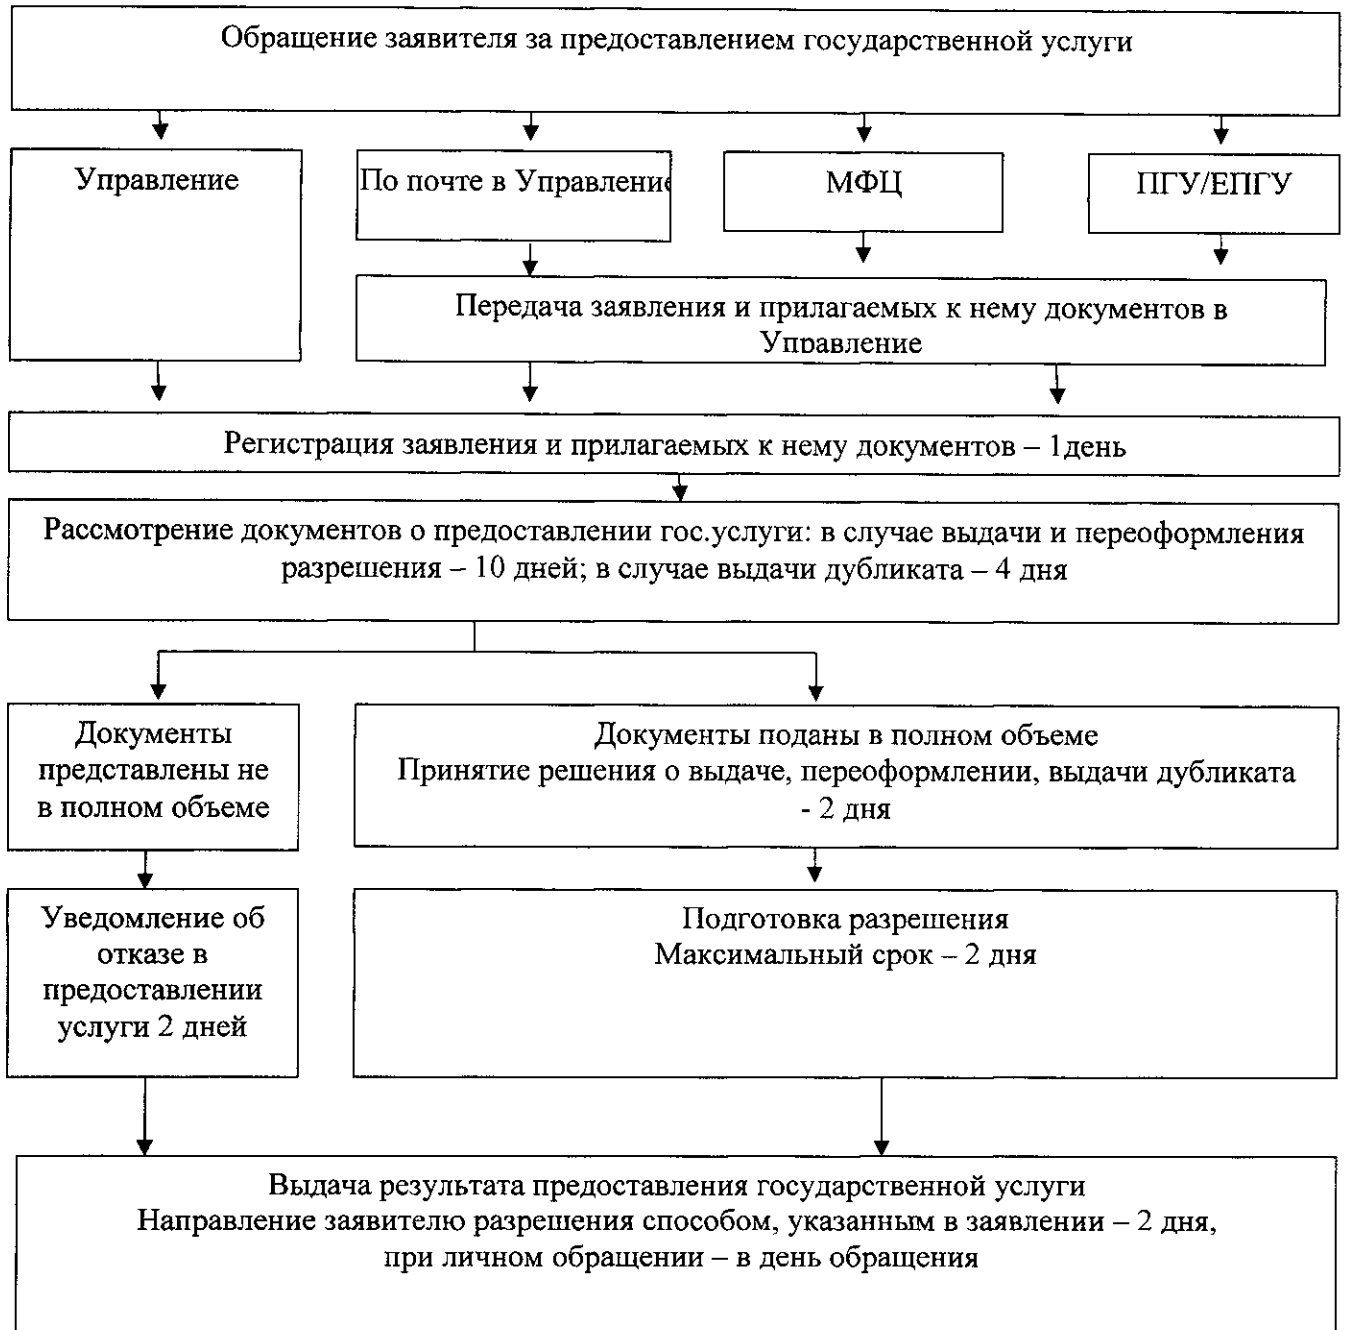 Обращение заявителя за предоставлением государственной услуги
Управление
По почте в Управление
МФЦ
ПГУ/ЕПГУ
Передача заявления и прилагаемых к нему документов в
Управление
Регистрация заявления и прилагаемых к нему документов – 1день
Рассмотрение документов о предоставлении гос.услуги: в случае выдачи и переоформления
разрешения – 10 дней; в случае выдачи дубликата – 4 дня
Документы
представлены не
в полном объеме
Документы поданы в полном объеме
Принятие решения о выдаче, переоформлении, выдачи дубликата
- 2 дня
Уведомление об
отказе в
предоставлении
услуги 2 дней
Подготовка разрешения
Максимальный срок – 2 дня
Выдача результата предоставления государственной услуги
Направление заявителю разрешения способом, указанным в заявлении – 2 дня,
при личном обращении – в день обращения